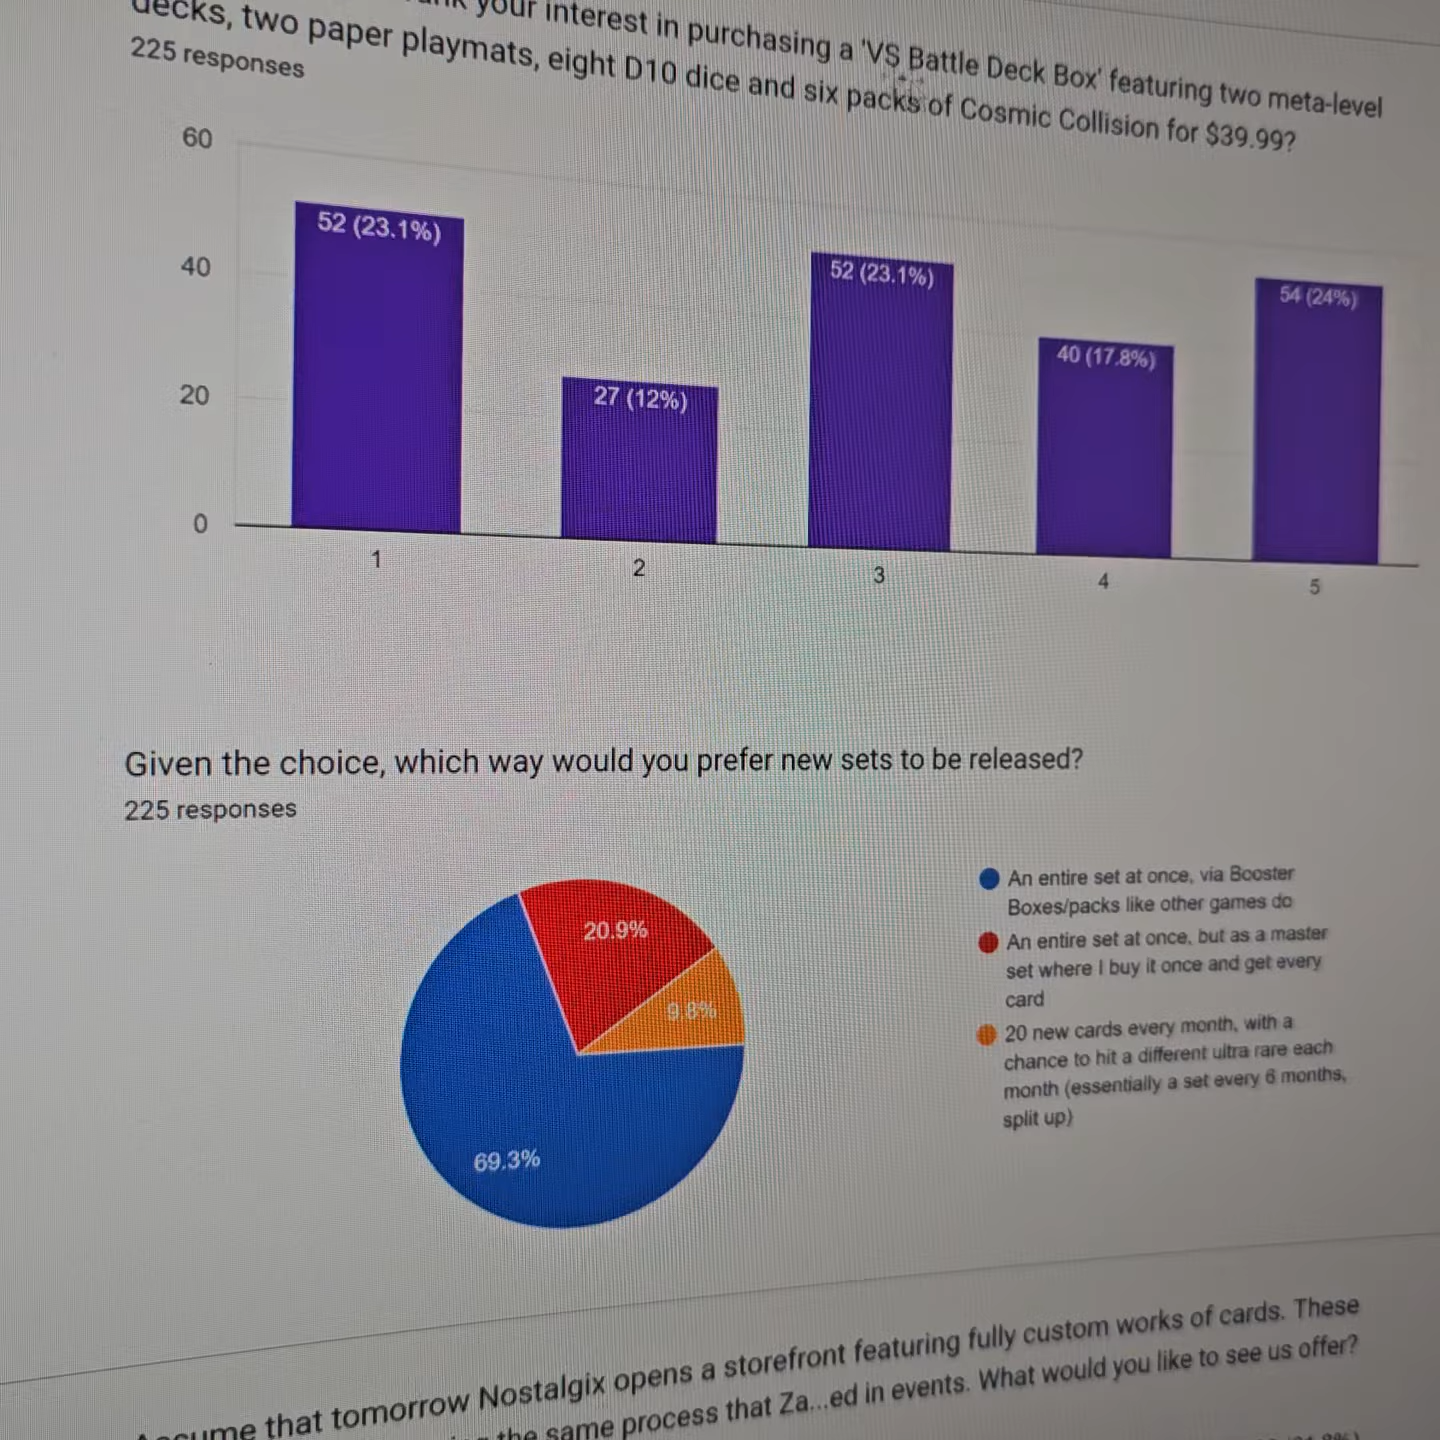 your interest in purchasing a 'VS Battle Deck Box' featuring two meta-level
decks, two paper playmats, eight D10 dice and six packs of Cosmic Collision for $39.99?
225 responses
60
40
20
0
52 (23.1%)
27 (12%)
52 (23.1%)
40 (17.8%)
54 (24%)
1
2
3
4
5
Given the choice, which way would you prefer new sets to be released?
225 responses
20.9%
9.8%
69.3%
An entire set at once, via Booster
Boxes/packs like other games do
An entire set at once, but as a master
set where I buy it once and get every
card
20 new cards every month, with a
chance to hit a different ultra rare each
month (essentially a set every 6 months,
split up)
Assume that tomorrow Nostalgix opens a storefront featuring fully custom works of cards. These
the same process that Za...ed in events. What would you like to see us offer?